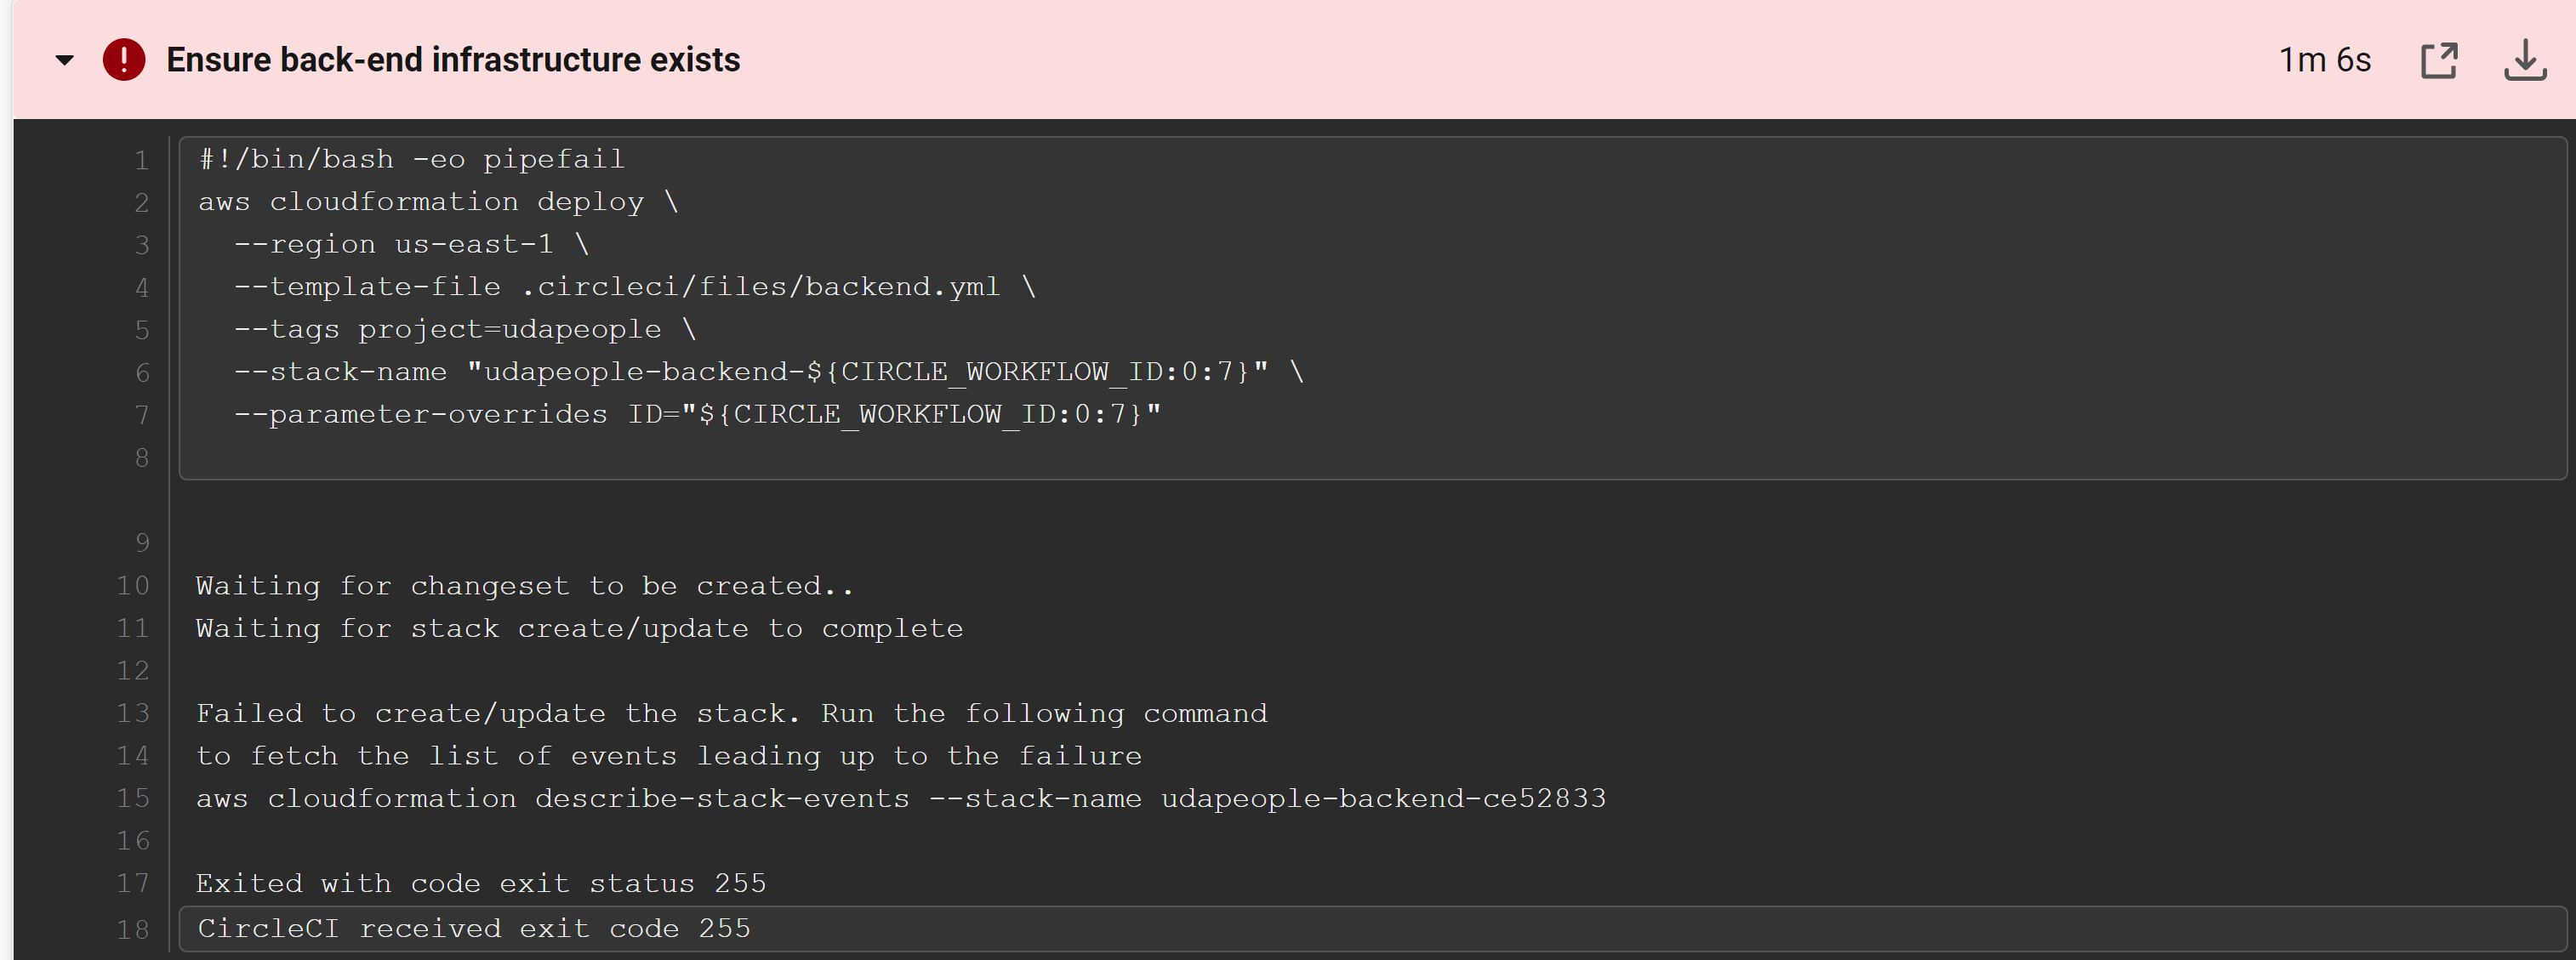 Ensure back-end infrastructure exists
1m 6s
1 #!/bin/bash -eo pipefail
2 aws cloudformation deploy \
3   --region us-east-1 \
4   --template-file .circleci/files/backend.yml \
5   --tags project=udapeople \
6   --stack-name "udapeople-backend-${CIRCLE_WORKFLOW_ID:0:7}" \
7   --parameter-overrides ID="${CIRCLE_WORKFLOW_ID:0:7}"
8
9
10 Waiting for changeset to be created..
11 Waiting for stack create/update to complete
12
13 Failed to create/update the stack. Run the following command
14 to fetch the list of events leading up to the failure
15 aws cloudformation describe-stack-events --stack-name udapeople-backend-ce52833
16
17 Exited with code exit status 255
18 CircleCI received exit code 255